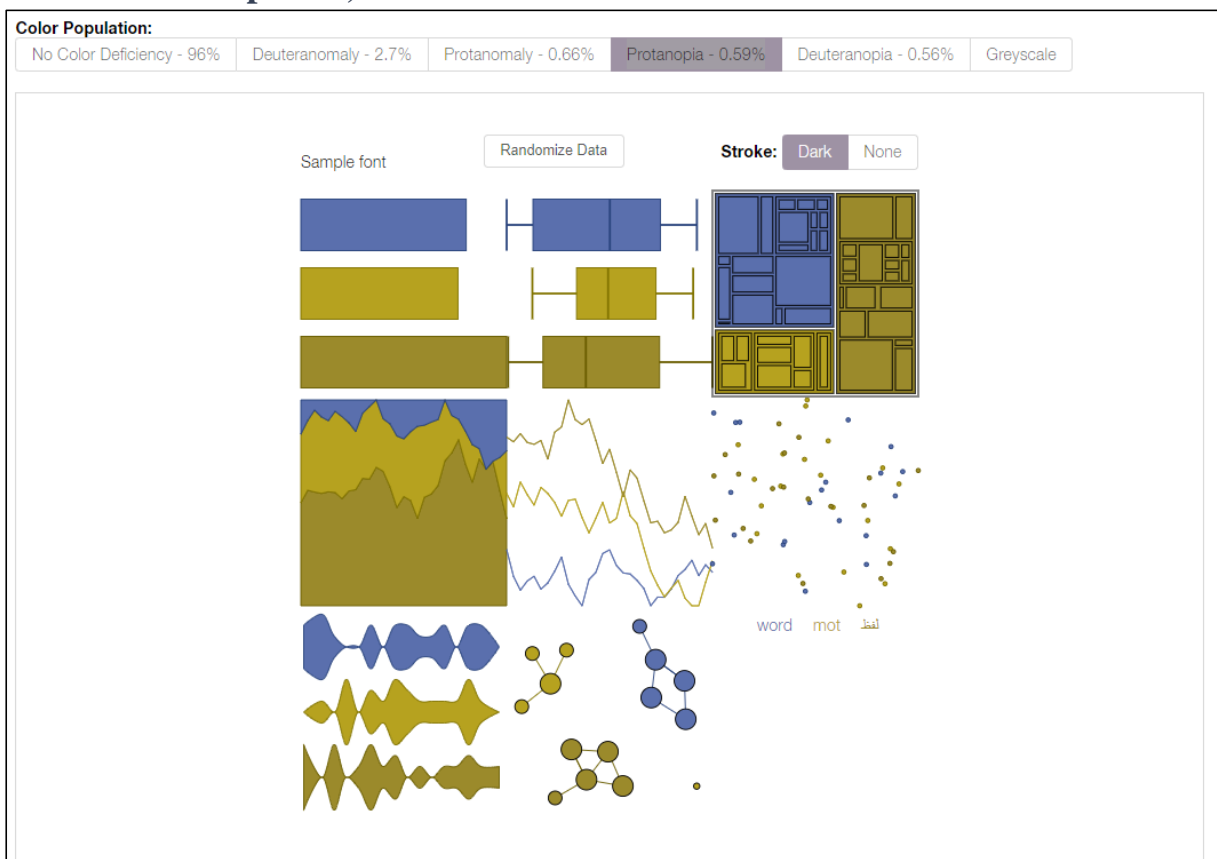 Color Population:
No Color Deficiency - 96% Deuteranomaly - 2.7% Protanomaly - 0.66% Protanopia - 0.59% Deuteranopia - 0.56% Greyscale
Sample font Randomize Data Stroke: Dark None
word mot لفظ